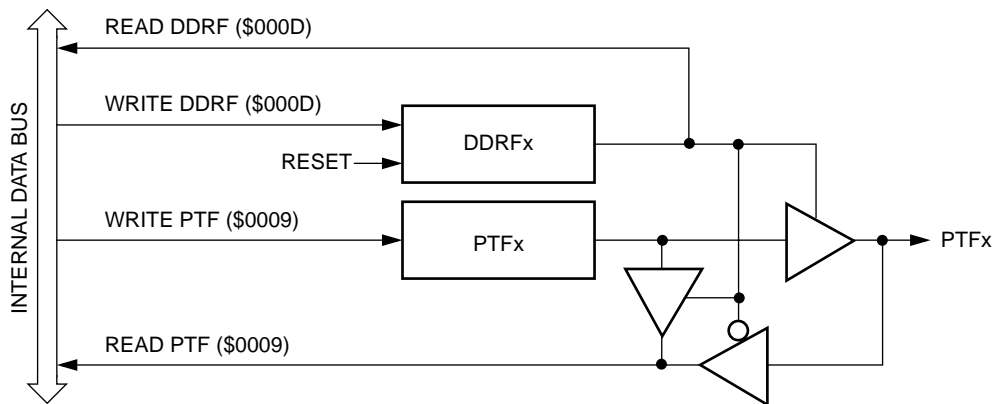 READ DDRF ($000D)
WRITE DDRF ($000D)
DDRFx
RESET
INTERNAL DATA BUS
WRITE PTF ($0009)
PTFx
PTFx
READ PTF ($0009)